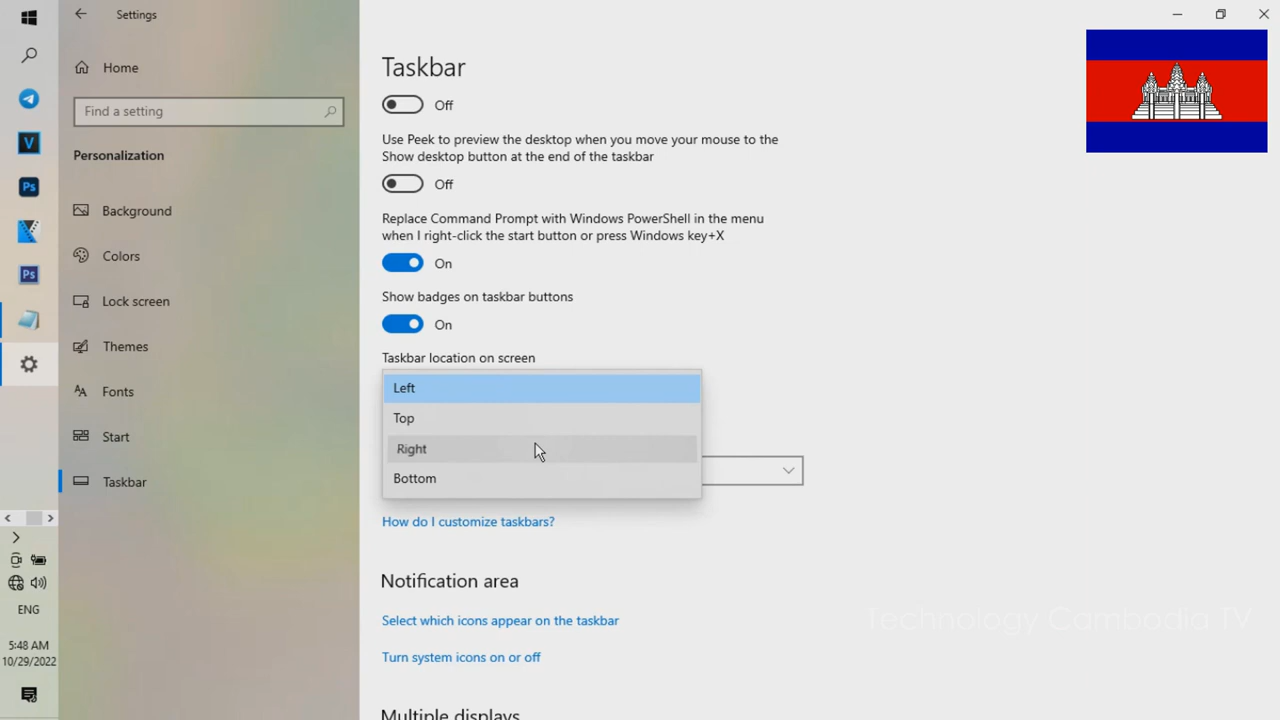 Settings
Home
Find a setting
Personalization
Background
Colors
Lock screen
Themes
Fonts
Start
Taskbar
V
Ps
Ps
ENG
5:48 AM
10/29/2022
Taskbar
Off
Use Peek to preview the desktop when you move your mouse to the
Show desktop button at the end of the taskbar
Off
Replace Command Prompt with Windows PowerShell in the menu
when I right-click the start button or press Windows key+X
On
Show badges on taskbar buttons
On
Taskbar location on screen
Left
Top
Right
Bottom
How do I customize taskbars?
Notification area
Select which icons appear on the taskbar
Turn system icons on or off
Multiple displays
Technology Cambodia TV